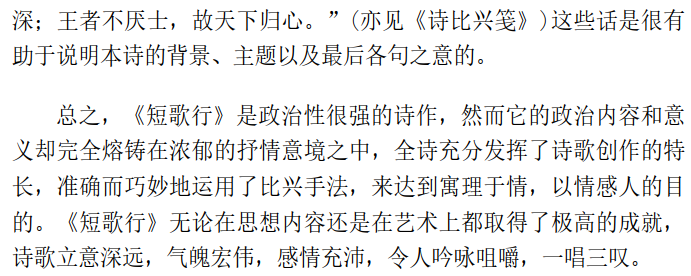 深；王者不厌士，故天下归心。”(亦见《诗比兴笺》)这些话是很有
助于说明本诗的背景、主题以及最后各句之意的。
总之，《短歌行》是政治性很强的诗作，然而它的政治内容和意
义却完全熔铸在浓郁的抒情意境之中，全诗充分发挥了诗歌创作的特
长，准确而巧妙地运用了比兴手法，来达到寓理于情，以情感人的目
的。《短歌行》无论在思想内容还是在艺术上都取得了极高的成就，
诗歌立意深远，气魄宏伟，感情充沛，令人吟咏咀嚼，一唱三叹。